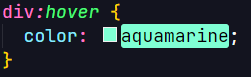 div:hover {
  color: aquamarine;
}